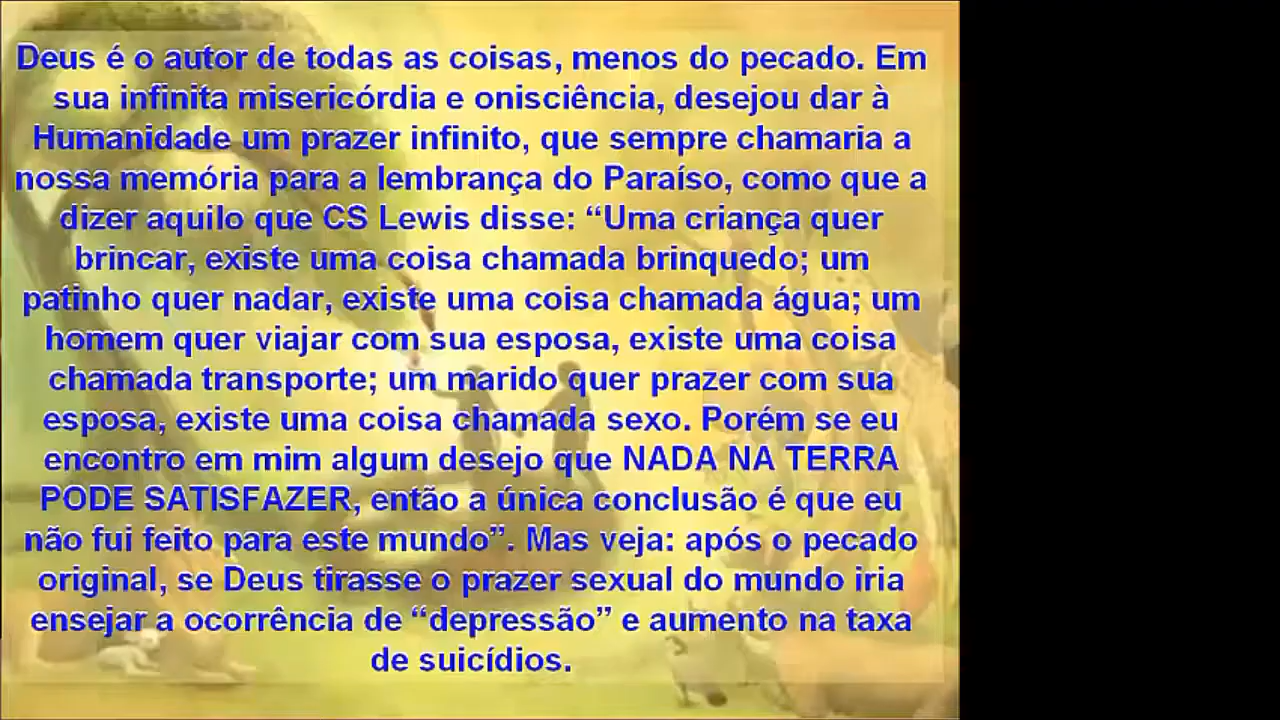 Deus é o autor de todas as coisas, menos do pecado. Em
sua infinita misericórdia e onisciência, desejou dar à
Humanidade um prazer infinito, que sempre chamaria a
nossa memória para a lembrança do Paraíso, como que a
dizer aquilo que CS Lewis disse: “Uma criança quer
brincar, existe uma coisa chamada brinquedo; um
patinho quer nadar, existe uma coisa chamada água; um
homem quer viajar com sua esposa, existe uma coisa
chamada transporte; um marido quer prazer com sua
esposa, existe uma coisa chamada sexo. Porém se eu
encontro em mim algum desejo que NADA NA TERRA
PODE SATISFAZER, então a única conclusão é que eu
não fui feito para este mundo”. Mas veja: após o pecado
original, se Deus tirasse o prazer sexual do mundo iria
ensejar a ocorrência de “depressão” e aumento na taxa
de suicídios.